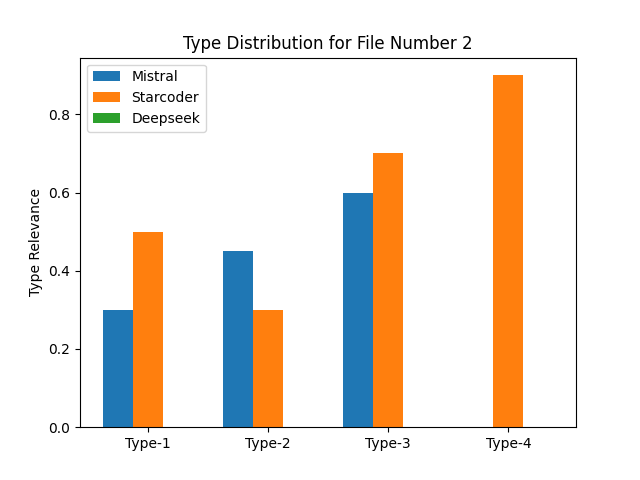 Type Distribution for File Number 2
Mistral
Starcoder
Deepseek
Type Relevance
0.8
0.6
0.4
0.2
0.0
Type-1 Type-2 Type-3 Type-4